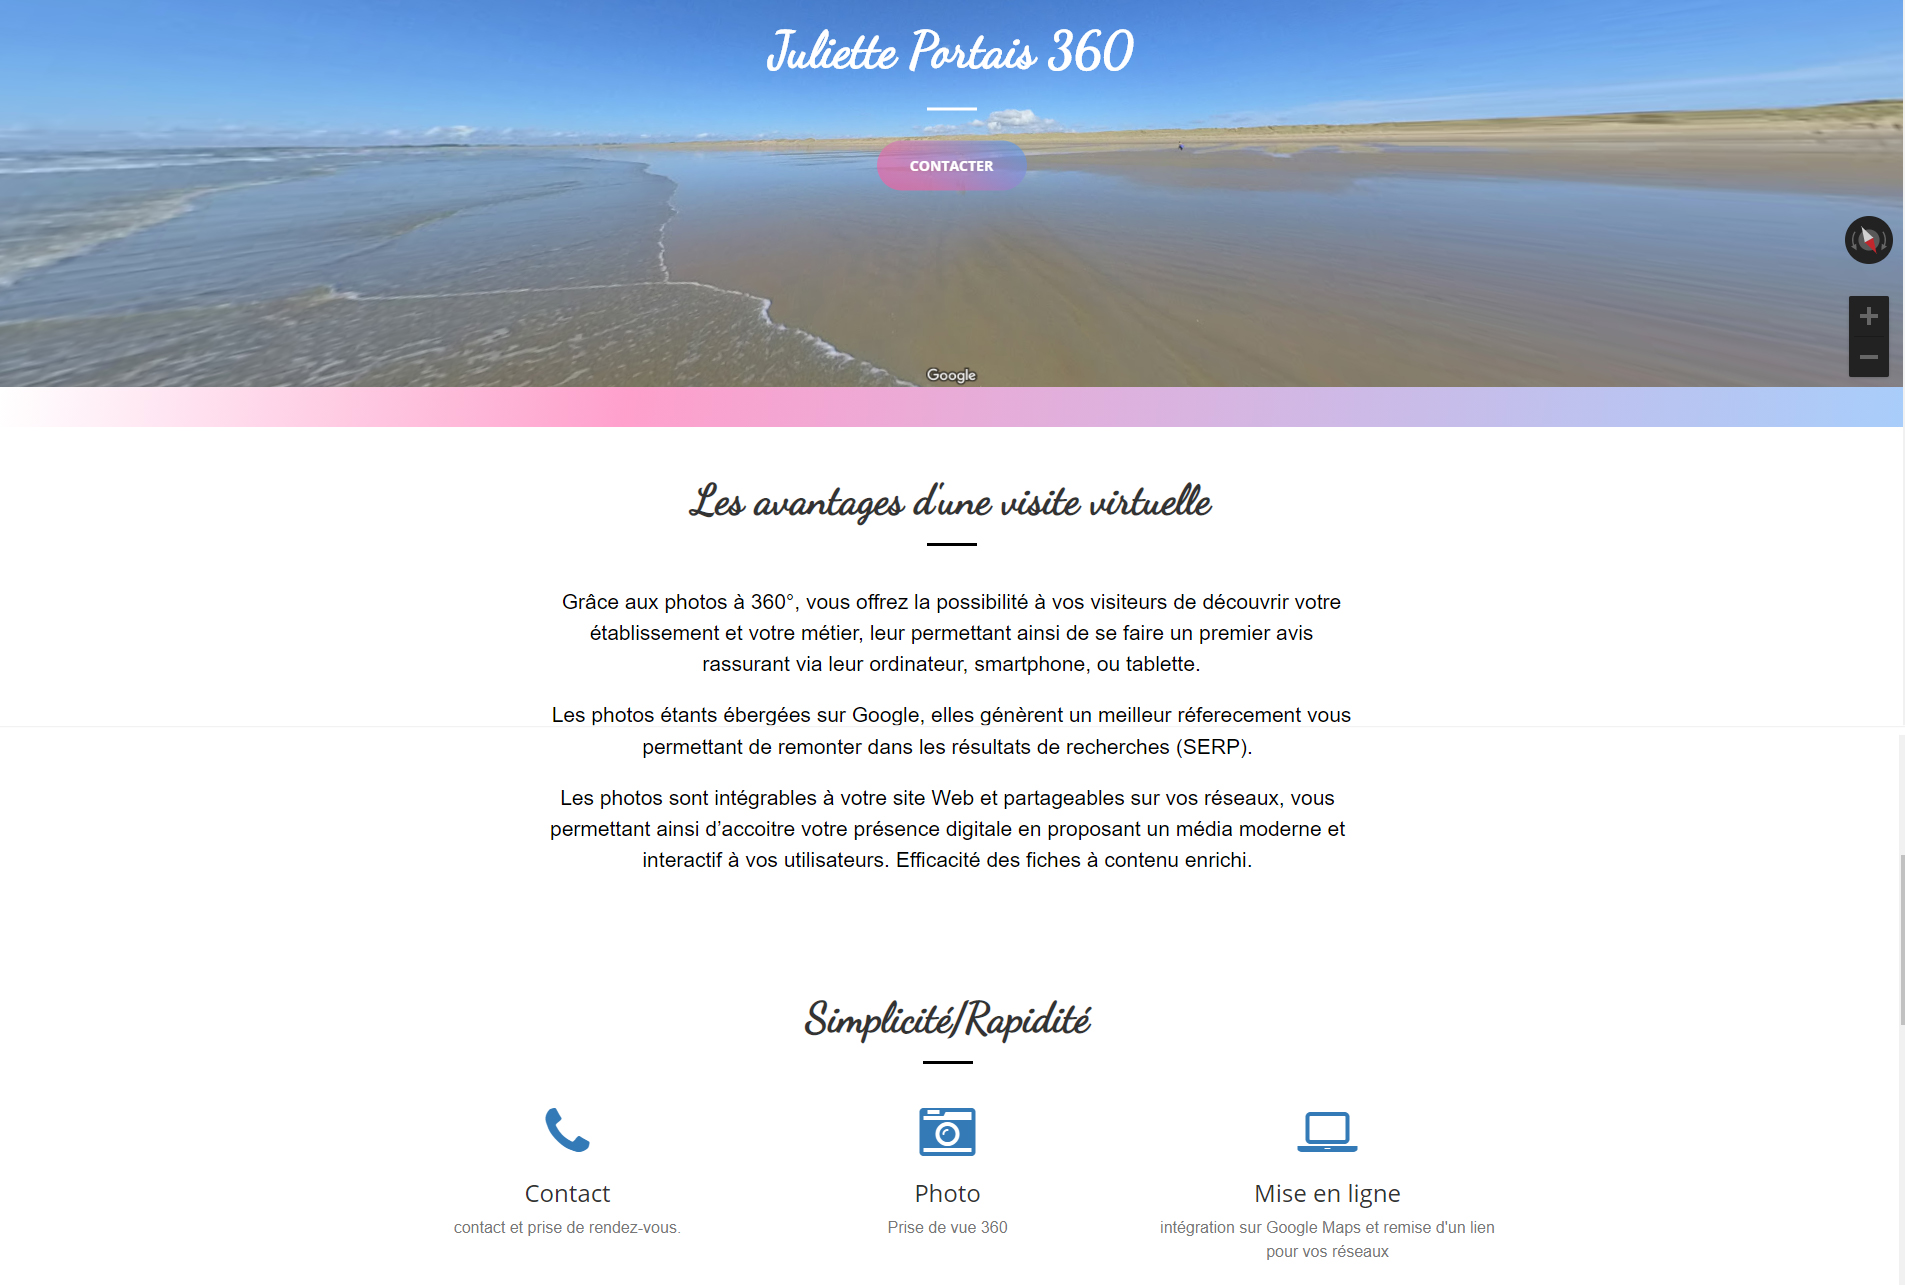 Juliette Portais 360
CONTACTER
Google
Les avantages d'une visite virtuelle
Grâce aux photos à 360°, vous offrez la possibilité à vos visiteurs de découvrir votre
établissement et votre métier, leur permettant ainsi de se faire un premier avis
rassurant via leur ordinateur, smartphone, ou tablette.
Les photos étants ébergées sur Google, elles génèrent un meilleur réferecement vous
permettant de remonter dans les résultats de recherches (SERP).
Les photos sont intégrables à votre site Web et partageables sur vos réseaux, vous
permettant ainsi d’accoitre votre présence digitale en proposant un média moderne et
interactif à vos utilisateurs. Efficacité des fiches à contenu enrichi.
Simplicité/Rapidité
Contact
contact et prise de rendez-vous.
Photo
Prise de vue 360
Mise en ligne
intégration sur Google Maps et remise d'un lien
pour vos réseaux